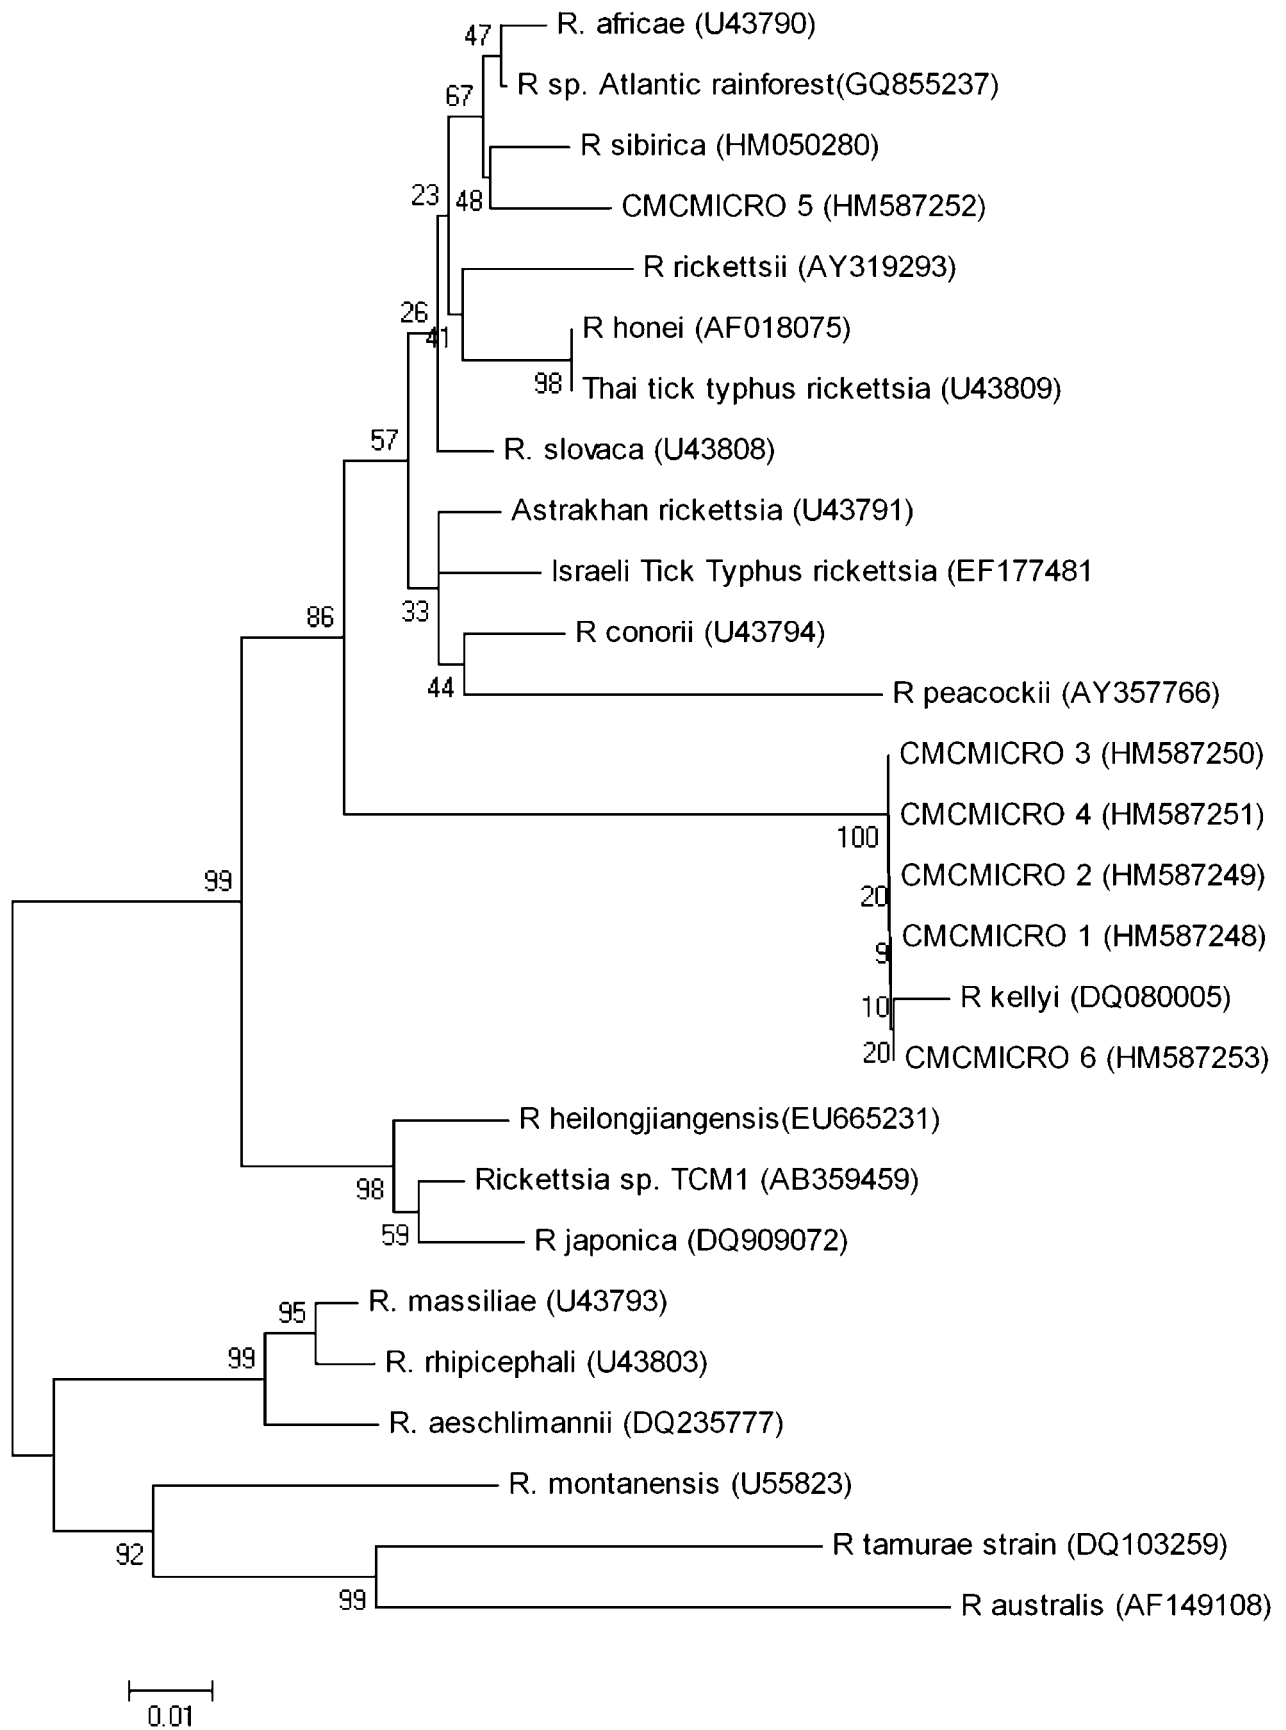 R. africae (U43790)
47
R sp. Atlantic rainforest(GQ855237)
67
R sibirica (HM050280)
23
48
CMCMICRO 5 (HM587252)
R rickettsii (AY319293)
26
41
R honei (AF018075)
98
Thai tick typhus rickettsia (U43809)
57
R. slovaca (U43808)
Astrakhan rickettsia (U43791)
Israeli Tick Typhus rickettsia (EF177481
86
33
R conorii (U43794)
44
R peacockii (AY357766)
CMCMICRO 3 (HM587250)
CMCMICRO 4 (HM587251)
100
99
CMCMICRO 2 (HM587249)
20
CMCMICRO 1 (HM587248)
9
R kellyi (DQ080005)
10
20
CMCMICRO 6 (HM587253)
R heilongjiangensis(EU665231)
98
Rickettsia sp. TCM1 (AB359459)
59
R japonica (DQ909072)
95
R. massiliae (U43793)
99
R. rhipicephali (U43803)
R. aeschlimannii (DQ235777)
R. montanensis (U55823)
92
R tamurae strain (DQ103259)
99
R australis (AF149108)
0.01